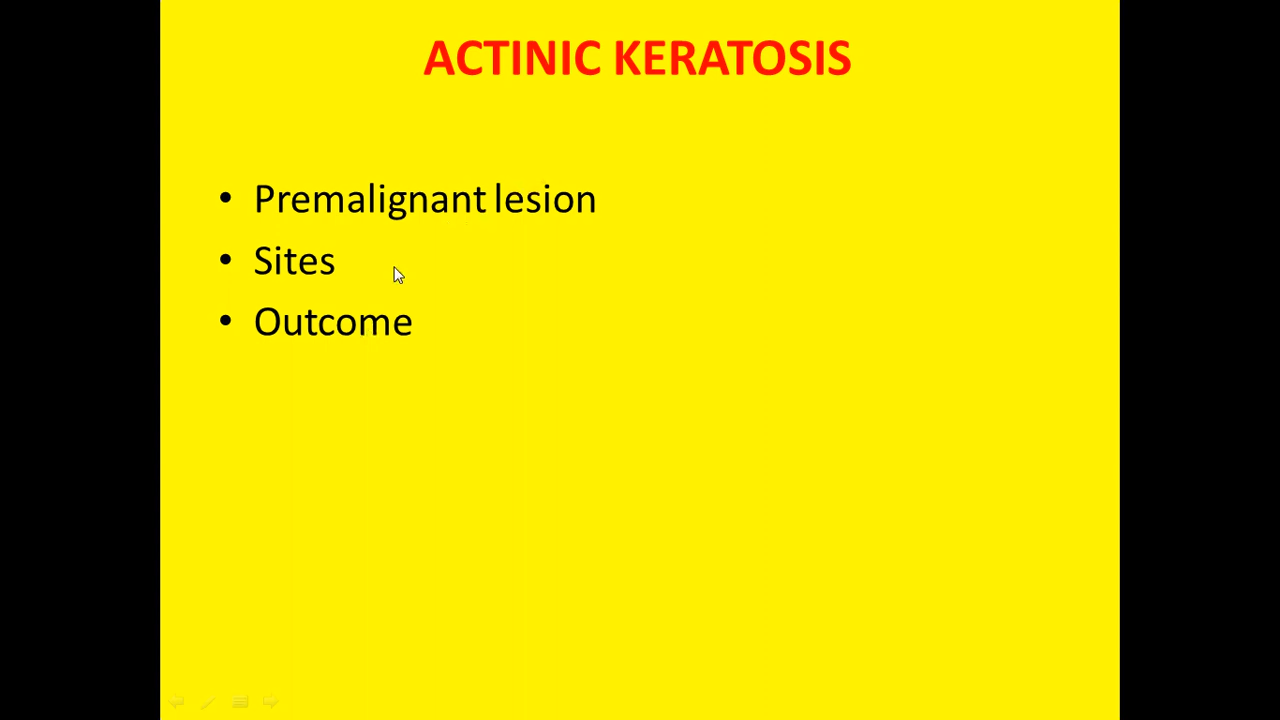 ACTINIC KERATOSIS
• Premalignant lesion
• Sites
• Outcome